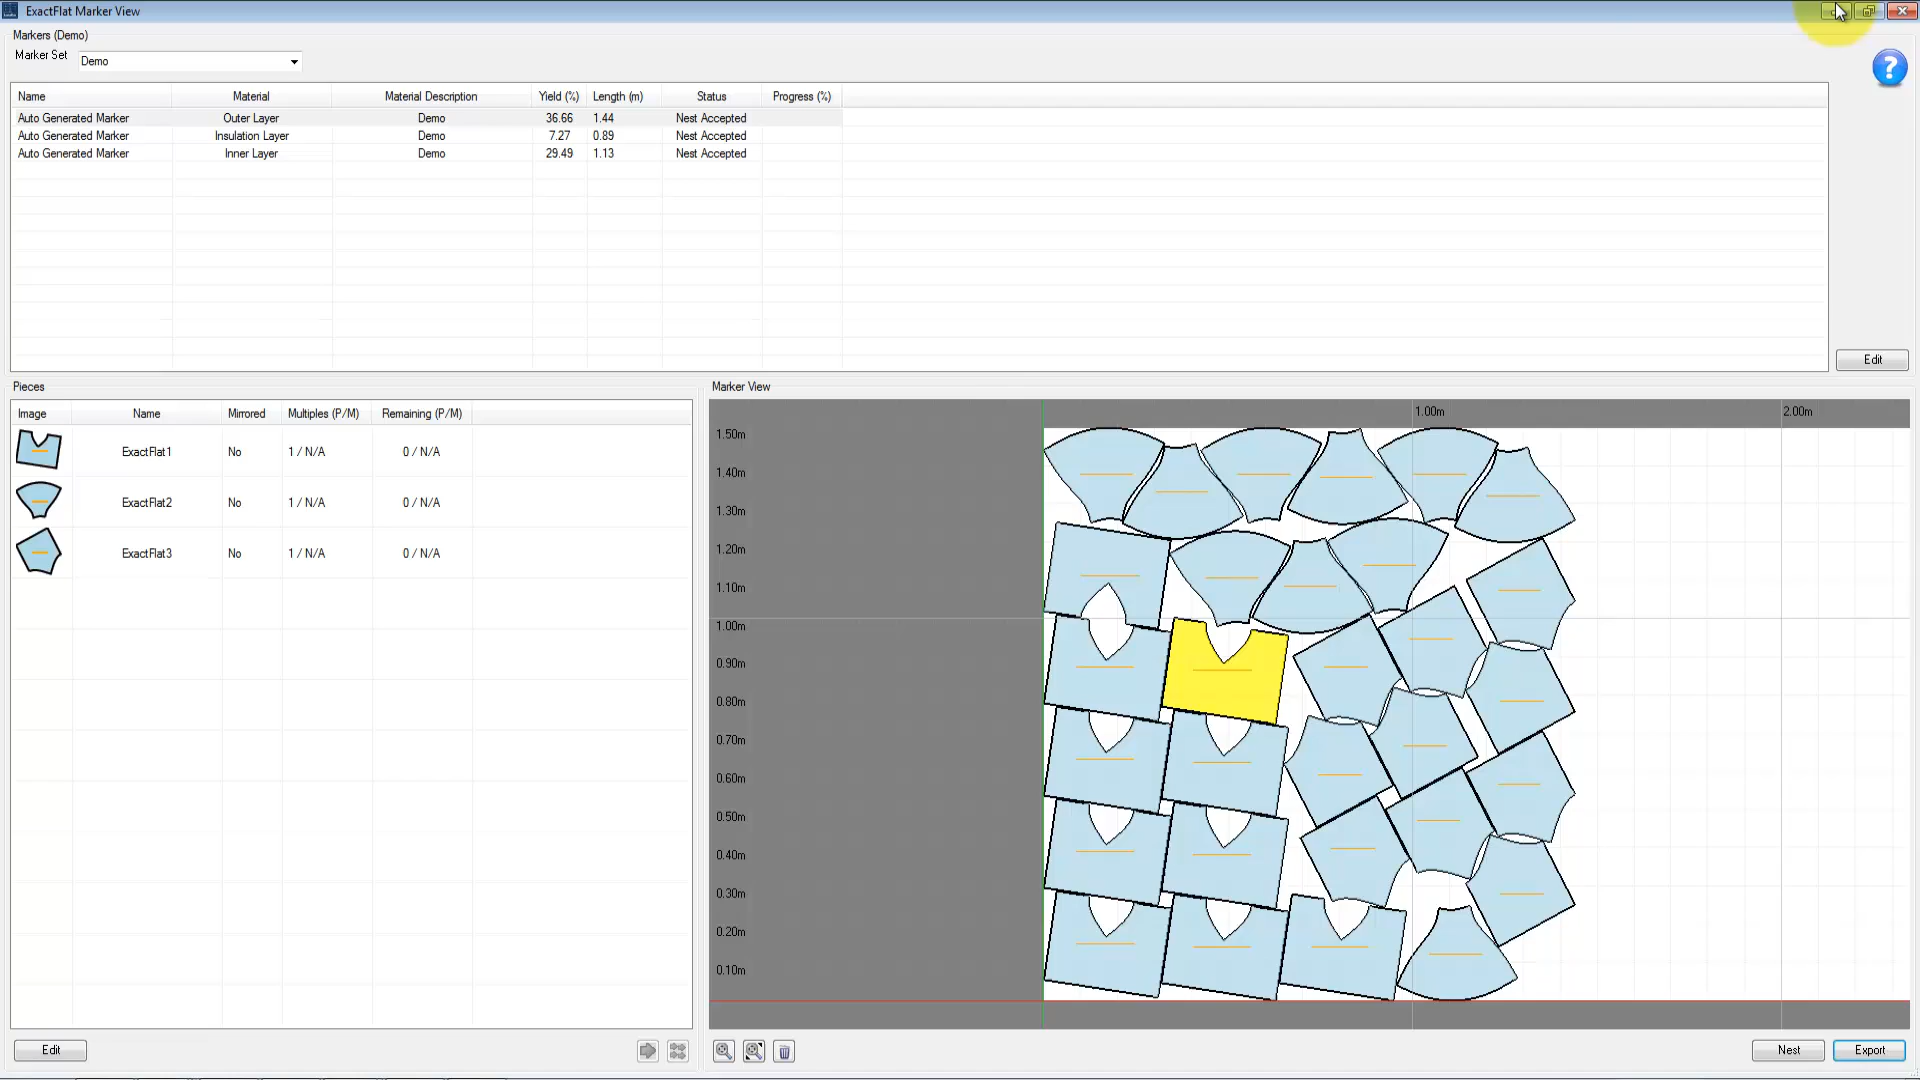 ExactFlat Marker View
Markers (Demo)
Marker Set Demo
?
Name Material Material Description Yield (%) Length (m) Status Progress (%)
Auto Generated Marker Outer Layer Demo 36.66 1.44 Nest Accepted
Auto Generated Marker Insulation Layer Demo 7.27 0.89 Nest Accepted
Auto Generated Marker Inner Layer Demo 29.49 1.13 Nest Accepted
Edit
Pieces
Image Name Mirrored Multiples (P/M) Remaining (P/M)
ExactFlat1 No 1 / N/A 0 / N/A
ExactFlat2 No 1 / N/A 0 / N/A
ExactFlat3 No 1 / N/A 0 / N/A
Edit
Marker View
1.00m 2.00m
1.50m
1.40m
1.30m
1.20m
1.10m
1.00m
0.90m
0.80m
0.70m
0.60m
0.50m
0.40m
0.30m
0.20m
0.10m
Nest Export